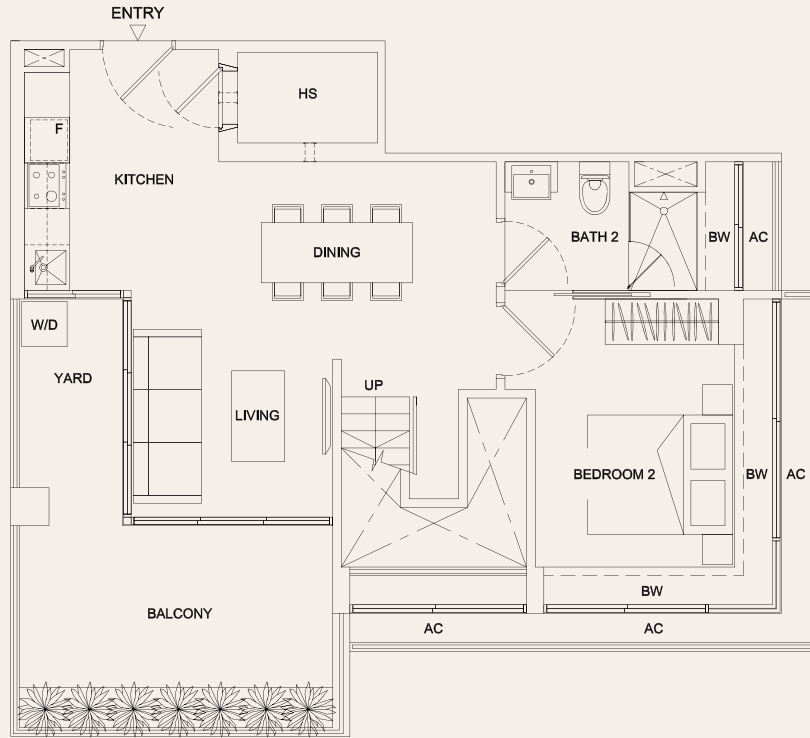 ENTRY
HS
F
KITCHEN
DINING
BATH 2
BW
AC
W/D
YARD
UP
LIVING
BEDROOM 2
BW
AC
BW
BALCONY
AC
AC